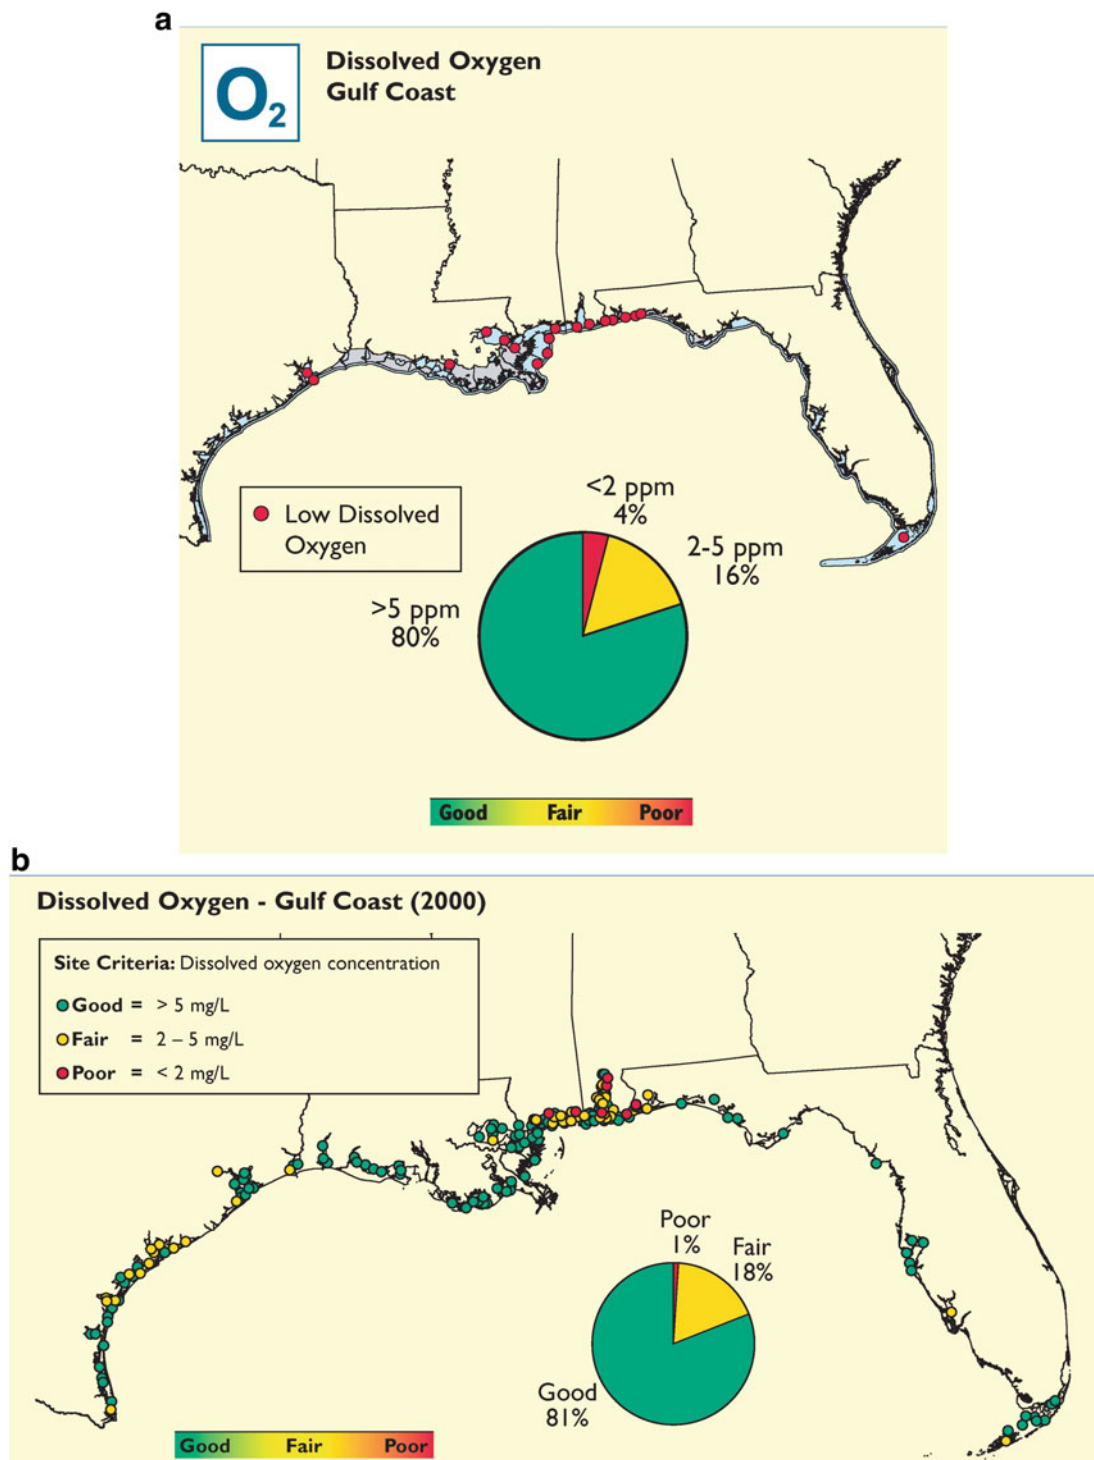 a
O2
Dissolved Oxygen
Gulf Coast
Low Dissolved
Oxygen
<2 ppm
4%
2-5 ppm
16%
>5 ppm
80%
Good Fair Poor
b
Dissolved Oxygen - Gulf Coast (2000)
Site Criteria: Dissolved oxygen concentration
Good = > 5 mg/L
Fair = 2 – 5 mg/L
Poor = < 2 mg/L
Poor
1%
Fair
18%
Good
81%
Good Fair Poor